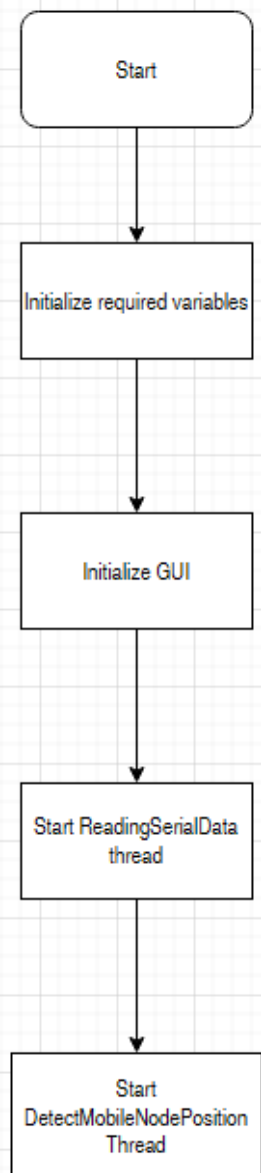 Start
Initialize required variables
Initialize GUI
Start ReadingSerialData
thread
Start
DetectMobileNodePosition
Thread